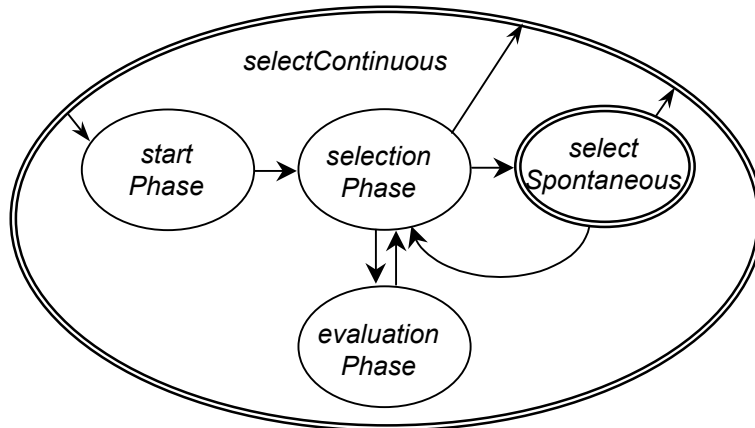 selectContinuous
start
Phase
selection
Phase
select
Spontaneous
evaluation
Phase